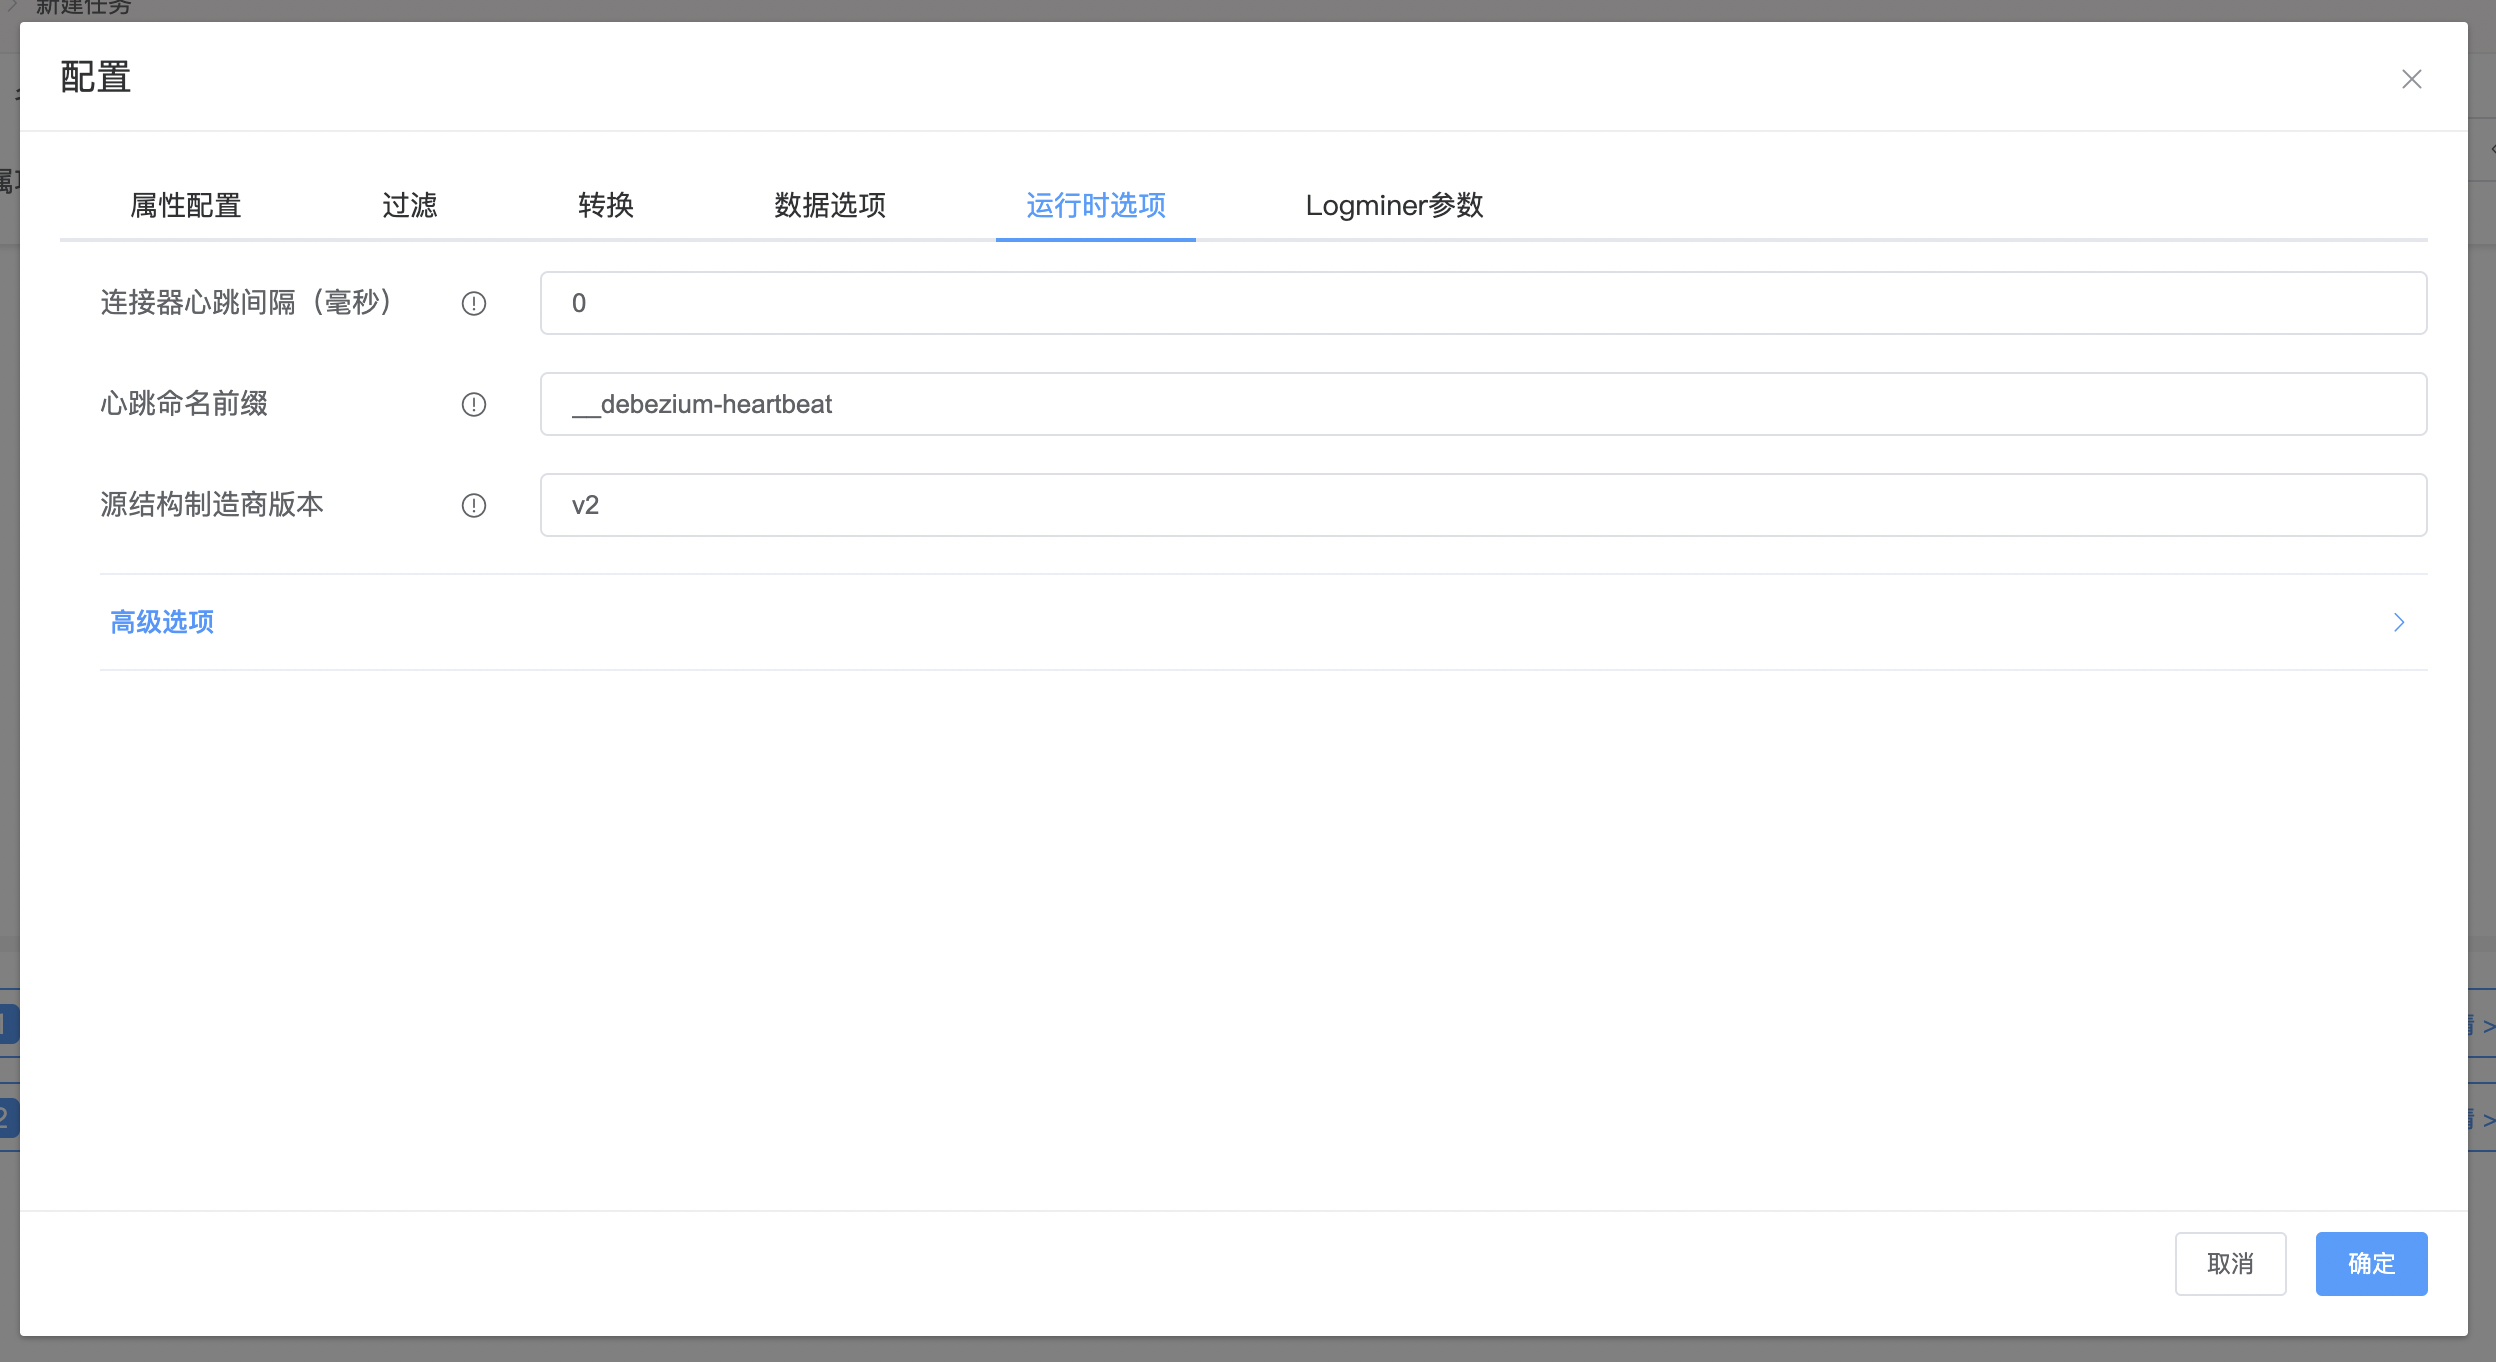 新建任务
配置
属性配置 过滤 转换 数据选项 运行时选项 Logminer参数
连接器心跳间隔（毫秒） 0
心跳命名前缀 __debezium-heartbeat
源结构制造商版本 v2
高级选项
2
取消 确定